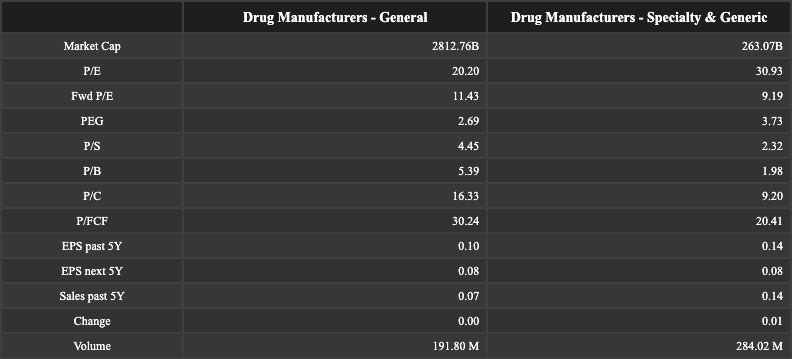 Drug Manufacturers - General Drug Manufacturers - Specialty & Generic
Market Cap 2812.76B 263.07B
P/E 20.20 30.93
Fwd P/E 11.43 9.19
PEG 2.69 3.73
P/S 4.45 2.32
P/B 5.39 1.98
P/C 16.33 9.20
P/FCF 30.24 20.41
EPS past 5Y 0.10 0.14
EPS next 5Y 0.08 0.08
Sales past 5Y 0.07 0.14
Change 0.00 0.01
Volume 191.80 M 284.02 M